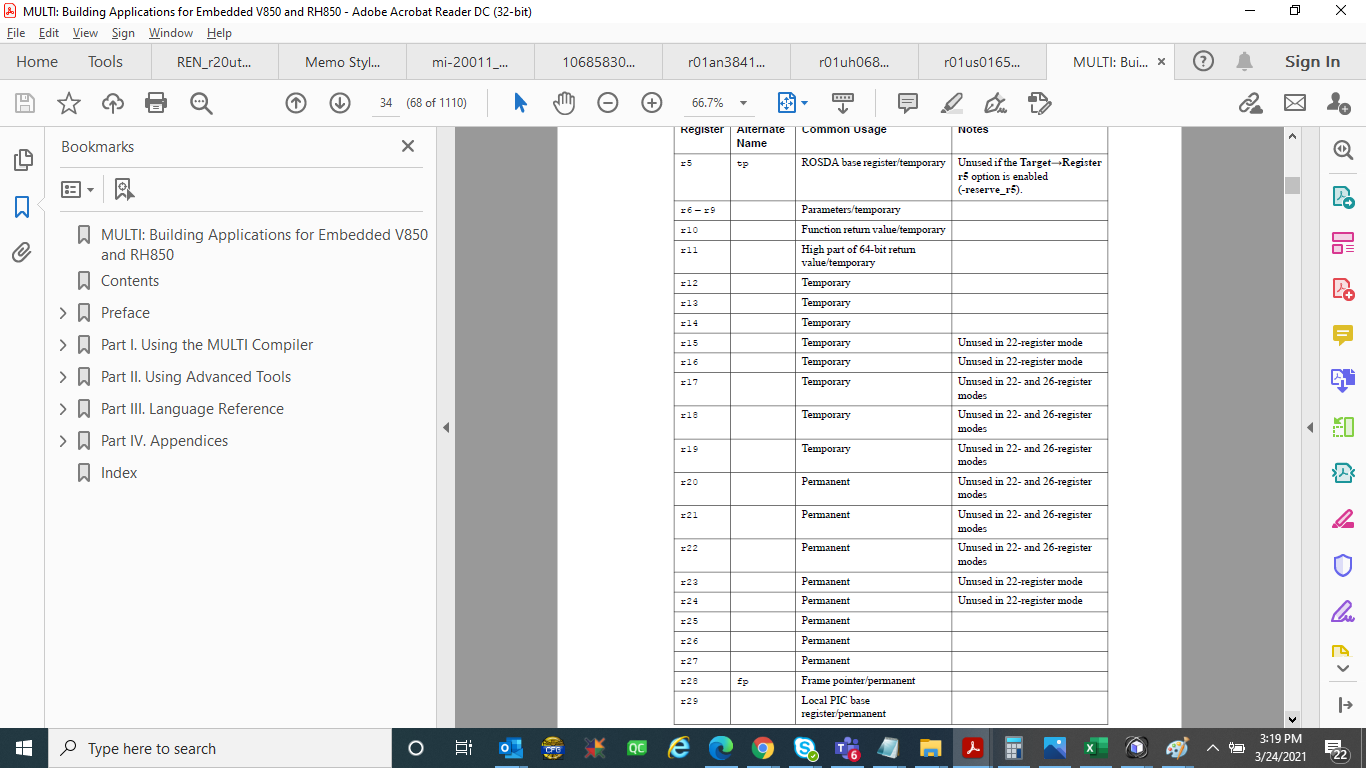 MULTI: Building Applications for Embedded V850 and RH850 - Adobe Acrobat Reader DC (32-bit)
File Edit View Sign Window Help
Home Tools REN_r20ut... Memo Styl... mi-20011_... 10685830... r01an3841... r01uh068... r01us0165... MULTI: Bui... × ? Sign In
34 (68 of 1110) 66.7%
Bookmarks
MULTI: Building Applications for Embedded V850
and RH850
Contents
Preface
Part I. Using the MULTI Compiler
Part II. Using Advanced Tools
Part III. Language Reference
Part IV. Appendices
Index
Register Alternate Common Usage Notes
Name
r5 tp ROSDA base register/temporary Unused if the Target→Register
r5 option is enabled
(-reserve_r5).
r6 – r9 Parameters/temporary
r10 Function return value/temporary
r11 High part of 64-bit return
value/temporary
r12 Temporary
r13 Temporary
r14 Temporary
r15 Temporary Unused in 22-register mode
r16 Temporary Unused in 22-register mode
r17 Temporary Unused in 22- and 26-register
modes
r18 Temporary Unused in 22- and 26-register
modes
r19 Temporary Unused in 22- and 26-register
modes
r20 Permanent Unused in 22- and 26-register
modes
r21 Permanent Unused in 22- and 26-register
modes
r22 Permanent Unused in 22- and 26-register
modes
r23 Permanent Unused in 22-register mode
r24 Permanent Unused in 22-register mode
r25 Permanent
r26 Permanent
r27 Permanent
r28 fp Frame pointer/permanent
r29 Local PIC base
register/permanent
Type here to search
CFG
QC
6
3:19 PM
3/24/2021
22